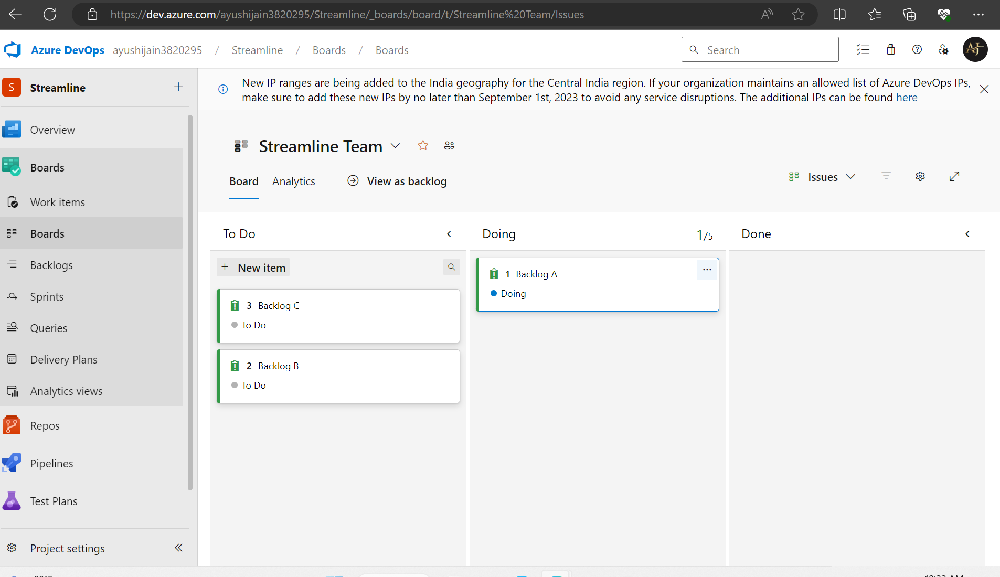 https://dev.azure.com/ayushijain3820295/Streamline/_boards/board/t/Streamline%20Team/Issues
Azure DevOps ayushijain3820295 / Streamline / Boards / Boards
Search
AJ
S Streamline
Overview
Boards
Work items
Boards
Backlogs
Sprints
Queries
Delivery Plans
Analytics views
Repos
Pipelines
Test Plans
Project settings
New IP ranges are being added to the India geography for the Central India region. If your organization maintains an allowed list of Azure DevOps IPs,
make sure to add these new IPs by no later than September 1st, 2023 to avoid any service disruptions. The additional IPs can be found here
Streamline Team
Board Analytics View as backlog
Issues
To Do
New item
3 Backlog C
To Do
2 Backlog B
To Do
Doing 1/5
1 Backlog A
Doing
Done